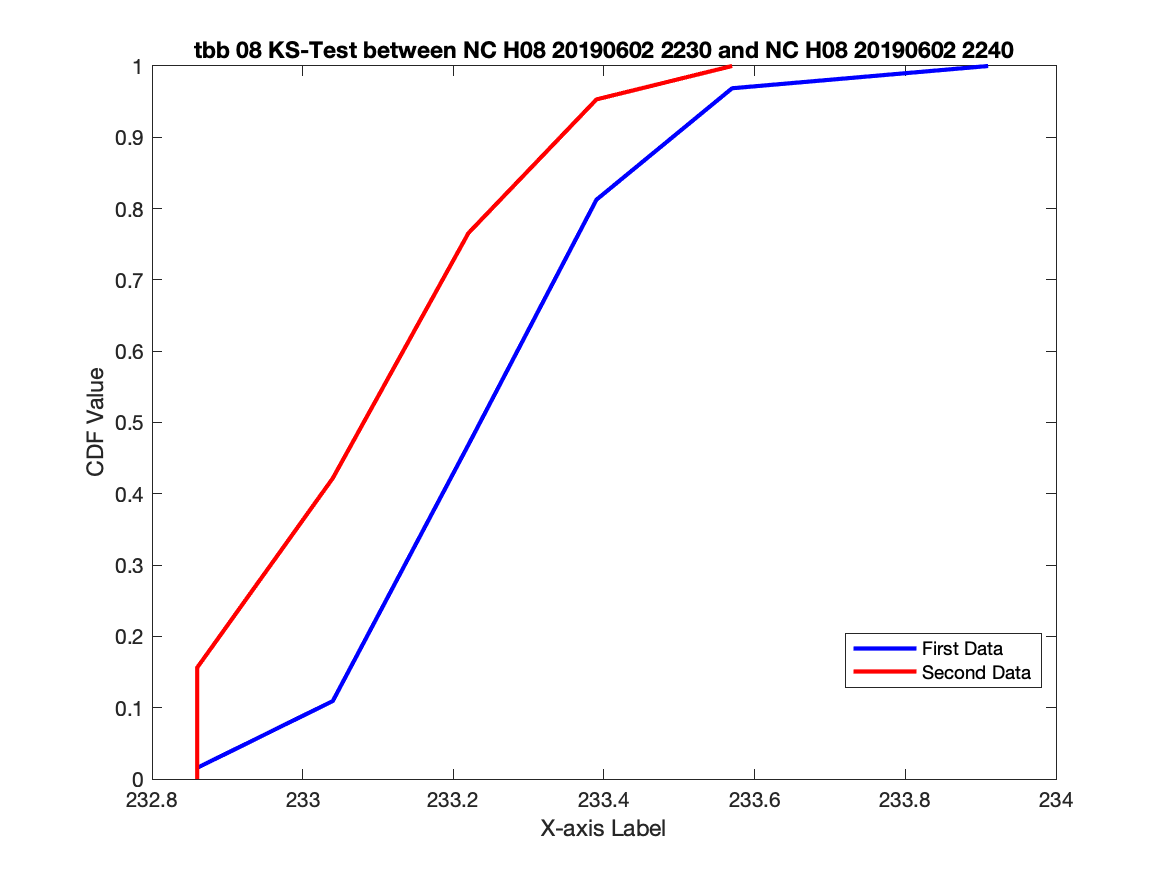 tbb 08 KS-Test between NC H08 20190602 2230 and NC H08 20190602 2240
1
0.9
0.8
0.7
0.6
0.5
0.4
0.3
0.2
0.1
0
CDF Value
First Data
Second Data
232.8 233 233.2 233.4 233.6 233.8 234
X-axis Label